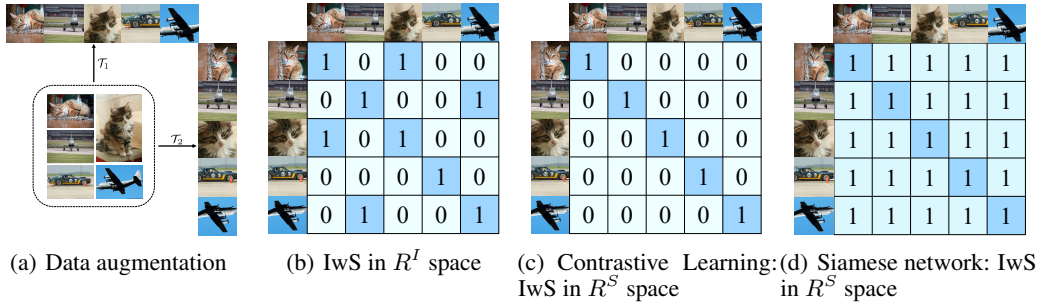 𝒯₁
𝒯₂
1 0 1 0 0
0 1 0 0 1
1 0 1 0 0
0 0 0 1 0
0 1 0 0 1
1 0 0 0 0
0 1 0 0 0
0 0 1 0 0
0 0 0 1 0
0 0 0 0 1
1 1 1 1 1
1 1 1 1 1
1 1 1 1 1
1 1 1 1 1
1 1 1 1 1
(a) Data augmentation
(b) IwS in R^I space
(c) Contrastive Learning:
IwS in R^S space
(d) Siamese network: IwS
in R^S space